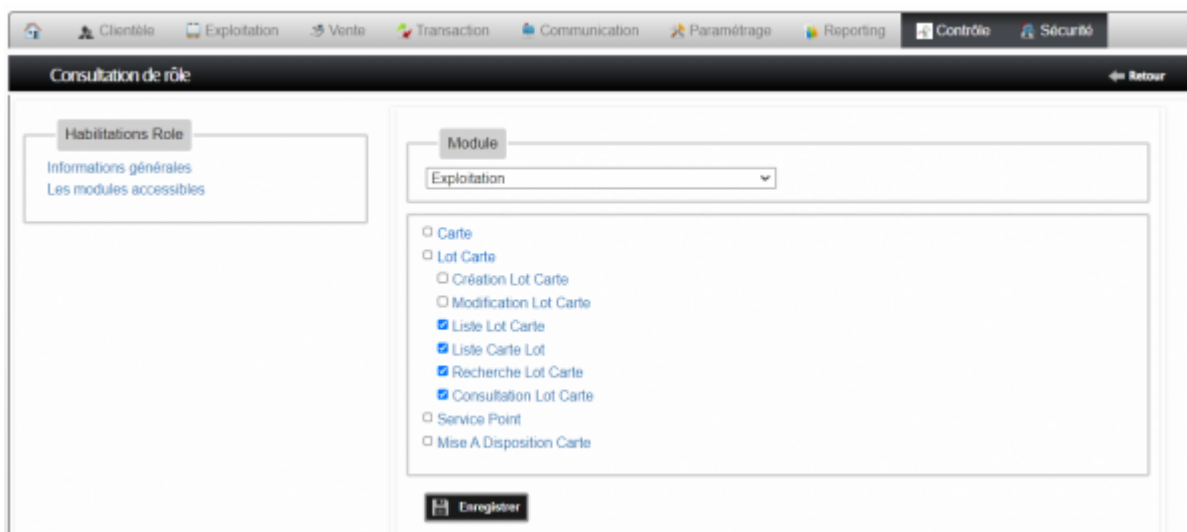 Clientèle Exploitation Vente Transaction Communication Paramétrage Reporting Contrôle Sécurité
Consultation de rôle Retour
Habilitations Role
Informations générales
Les modules accessibles
Module
Exploitation
Carte
Lot Carte
Création Lot Carte
Modification Lot Carte
Liste Lot Carte
Liste Carte Lot
Recherche Lot Carte
Consultation Lot Carte
Service Point
Mise A Disposition Carte
Enregistrer